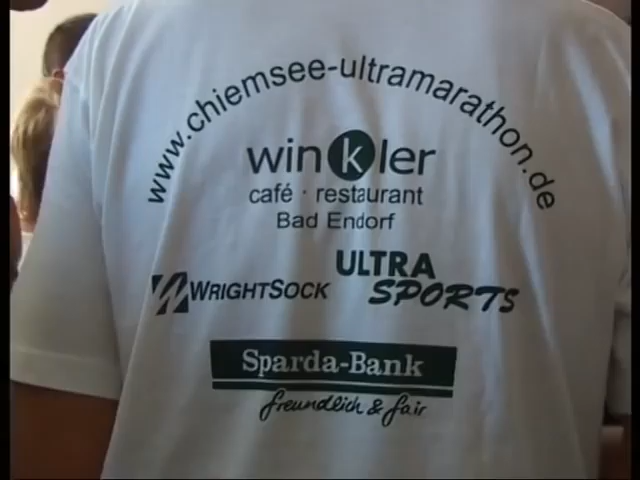 www.chiemsee-ultramarathon.de
winkler
café · restaurant
Bad Endorf
WRIGHTSOCK
ULTRA
SPORTS
Sparda-Bank
freundlich & fair